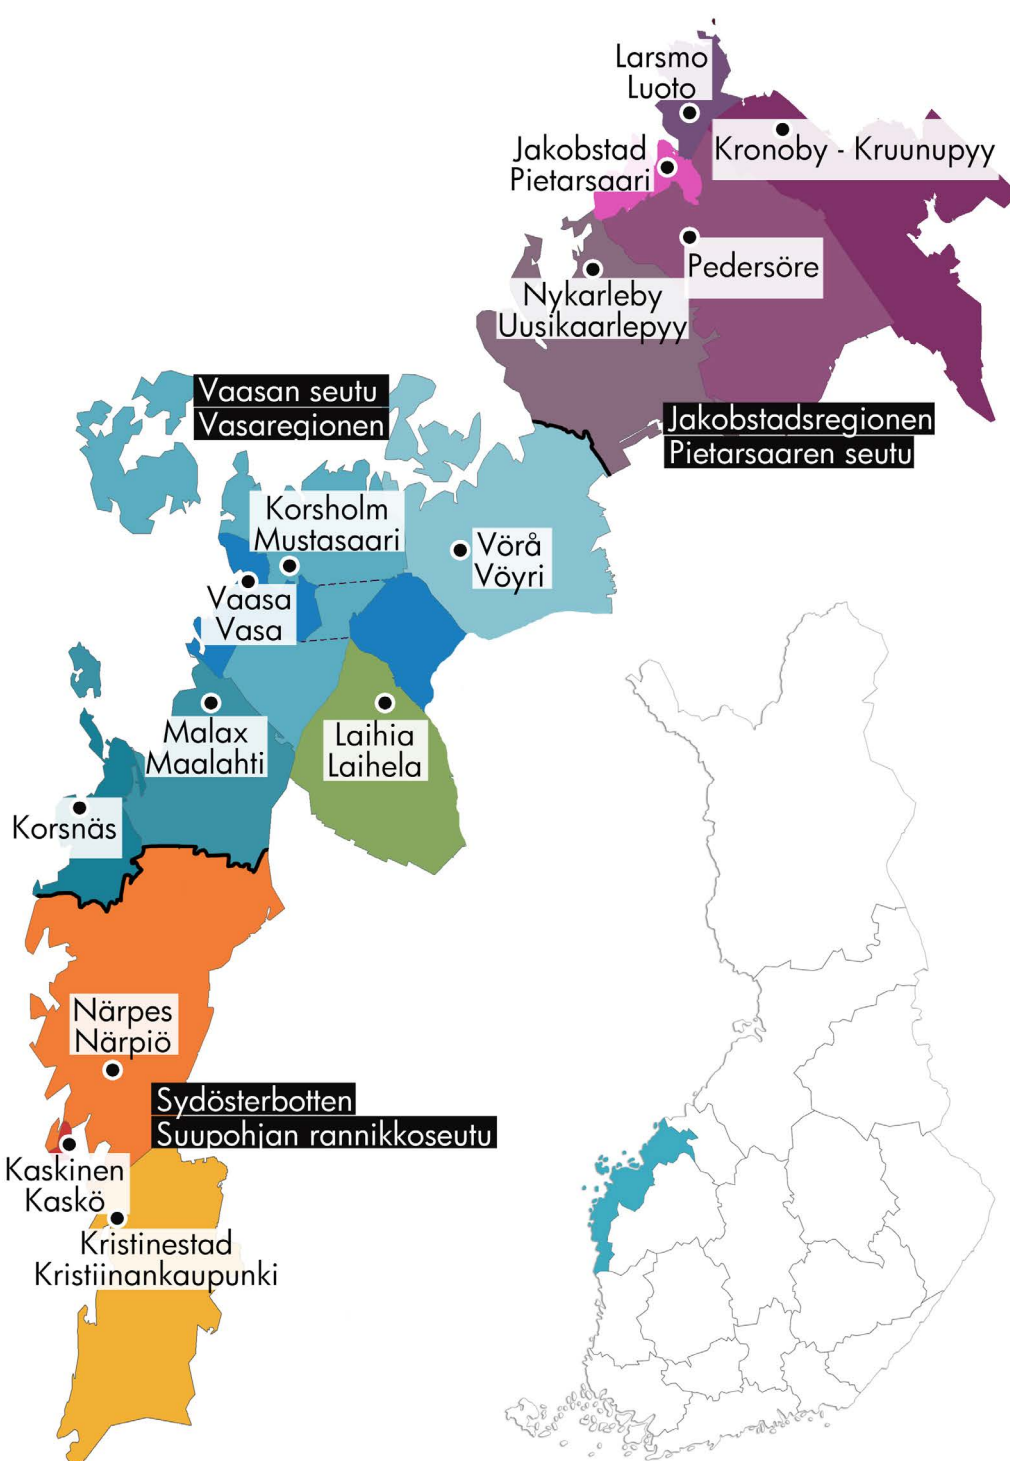 Larsmo
Luoto
Jakobstad
Pietarsaari
Kronoby - Kruunupyy
Pedersöre
Nykarleby
Uusikaarlepyy
Vaasan seutu
Vasaregionen
Jakobstadsregionen
Pietarsaaren seutu
Korsholm
Mustasaari
Vörå
Vöyri
Vaasa
Vasa
Malax
Maalahti
Laihia
Laihela
Korsnäs
Närpes
Närpiö
Sydösterbotten
Suupohjan rannikkoseutu
Kaskinen
Kaskö
Kristinestad
Kristiinankaupunki